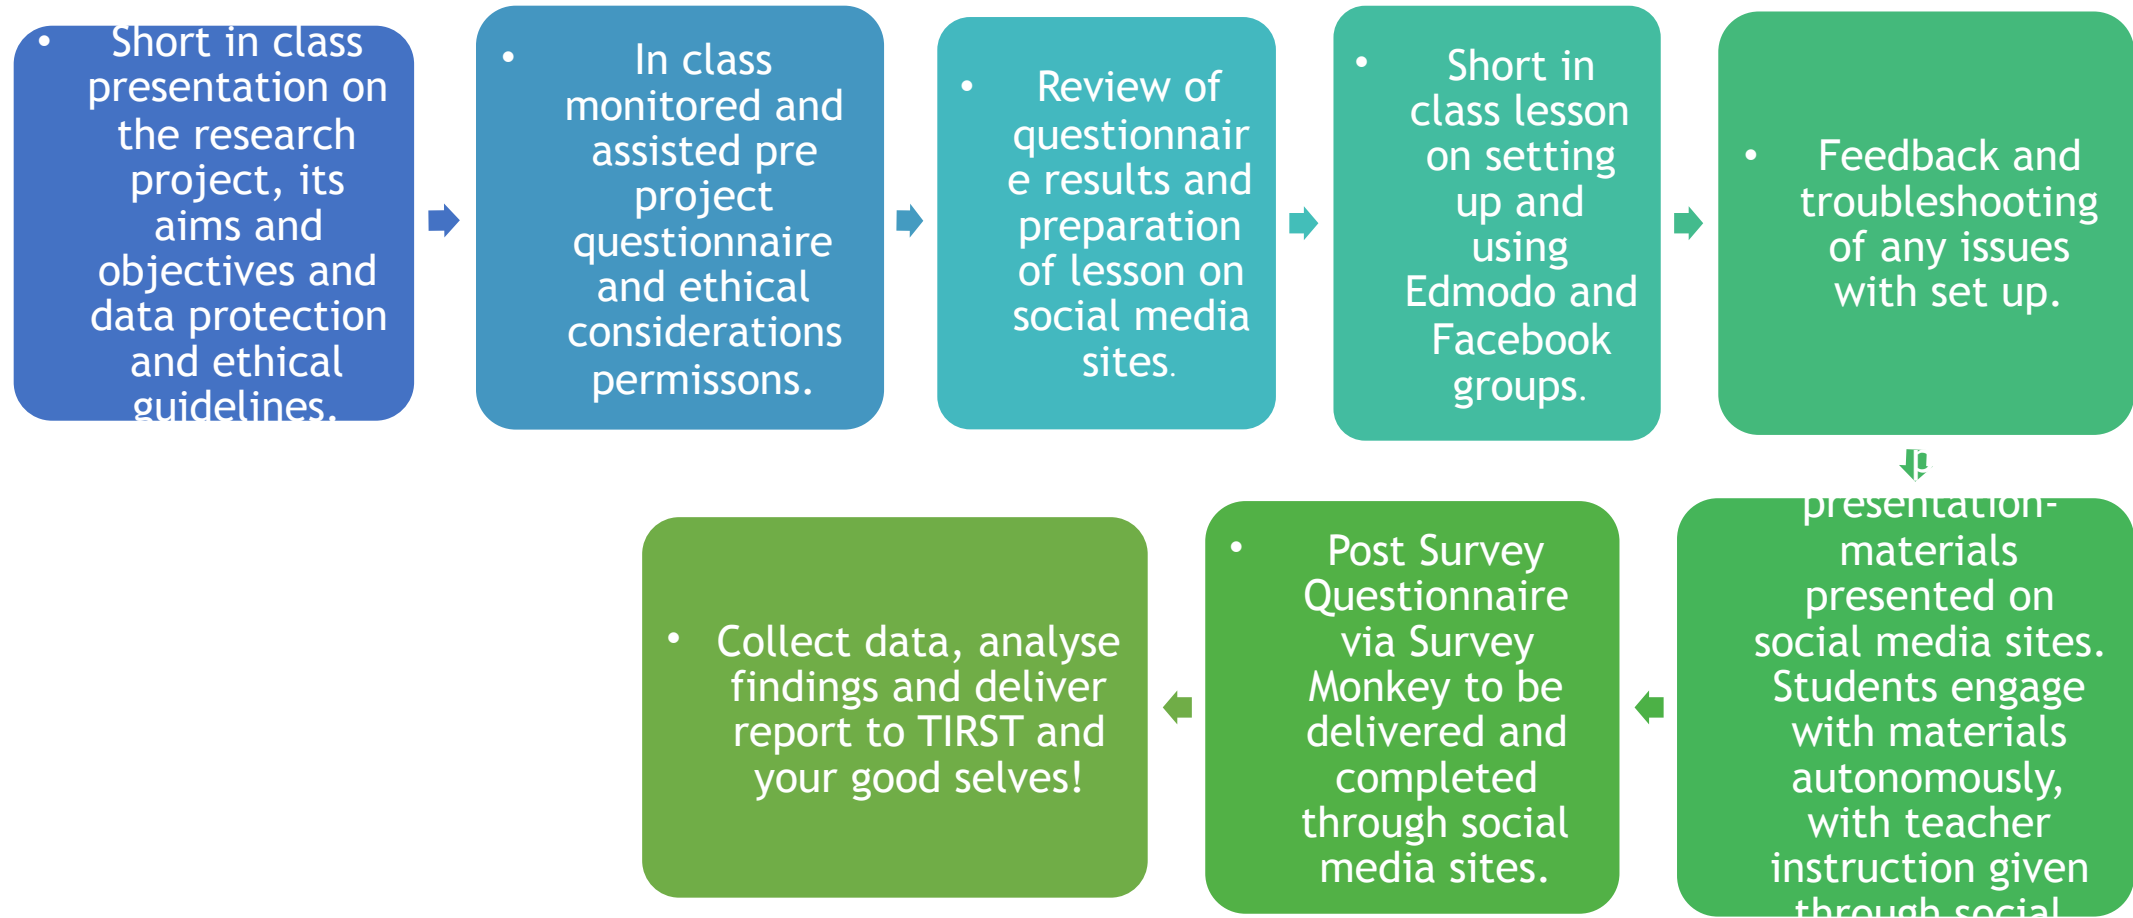 • Short in class
presentation on
the research
project, its
aims and
objectives and
data protection
and ethical
guidelines.
• In class
monitored and
assisted pre
project
questionnaire
and ethical
considerations
permissons.
• Review of
questionnair
e results and
preparation
of lesson on
social media
sites.
• Short in
class lesson
on setting
up and
using
Edmodo and
Facebook
groups.
• Feedback and
troubleshooting
of any issues
with set up.
presentation-
materials
presented on
social media sites.
Students engage
with materials
autonomously,
with teacher
instruction given
through social
• Post Survey
Questionnaire
via Survey
Monkey to be
delivered and
completed
through social
media sites.
• Collect data, analyse
findings and deliver
report to TIRST and
your good selves!